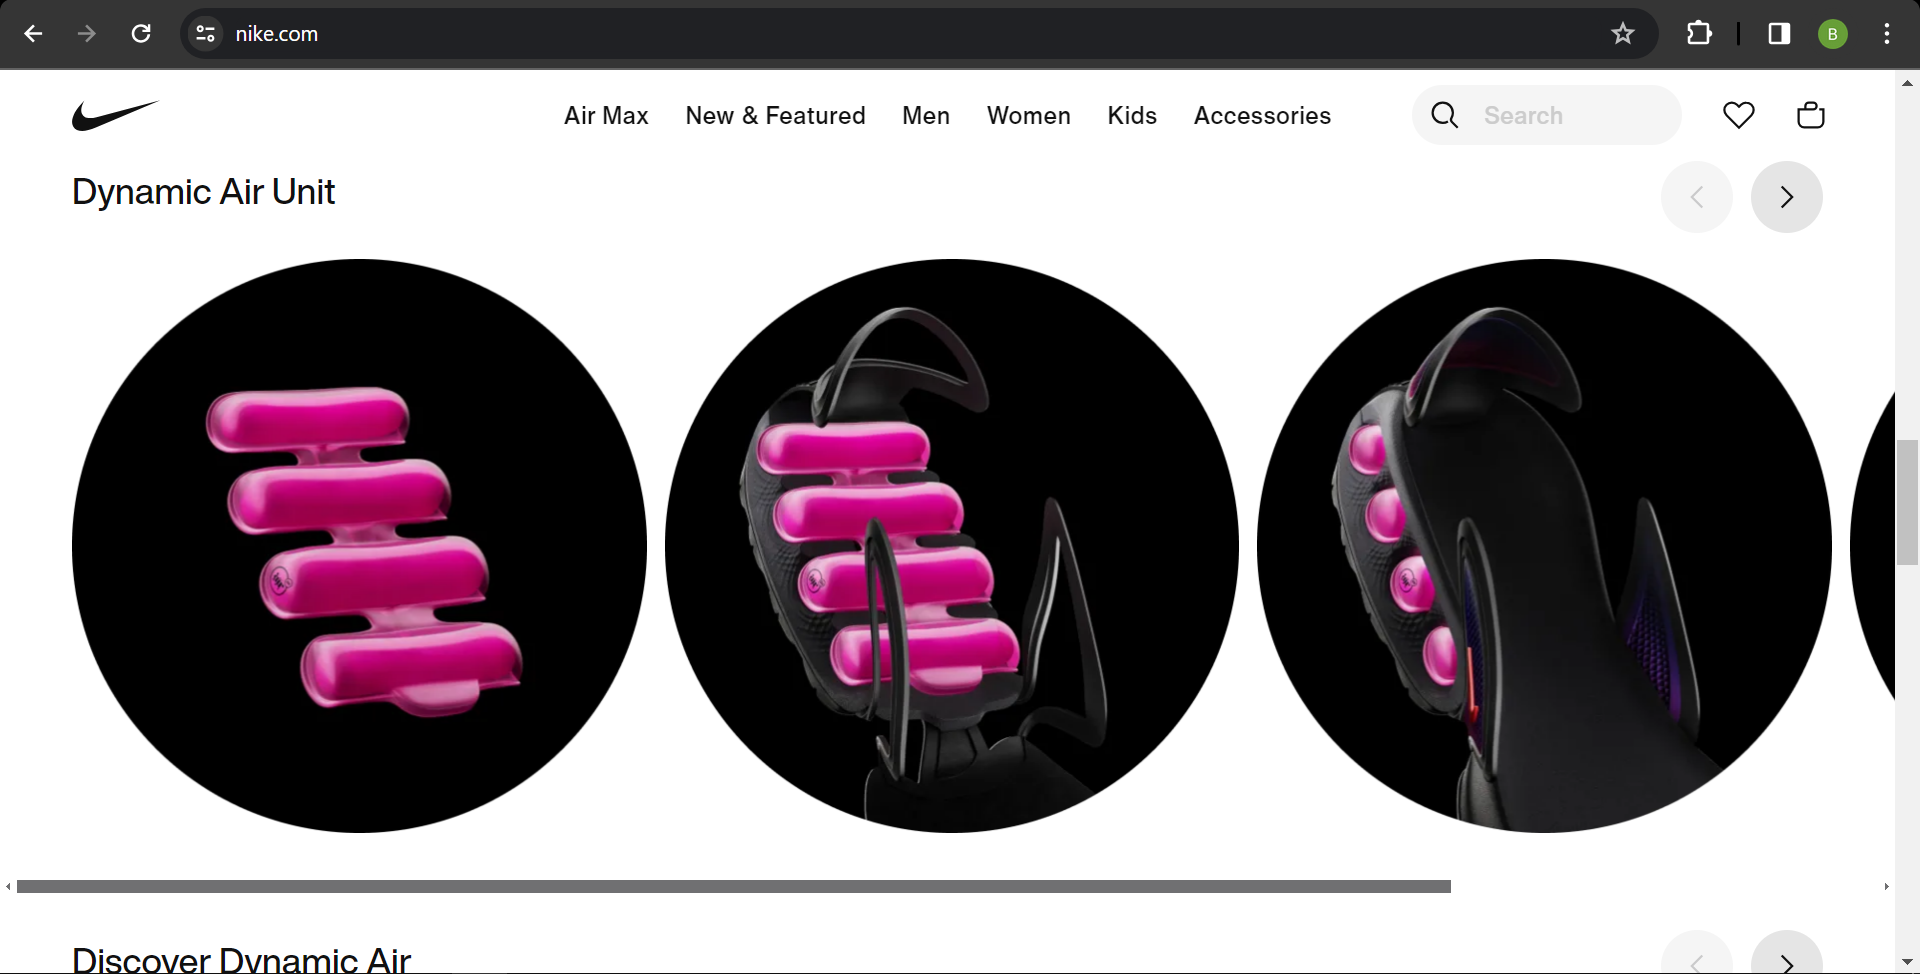 nike.com
B
Air Max New & Featured Men Women Kids Accessories
Search
Dynamic Air Unit
Discover Dynamic Air